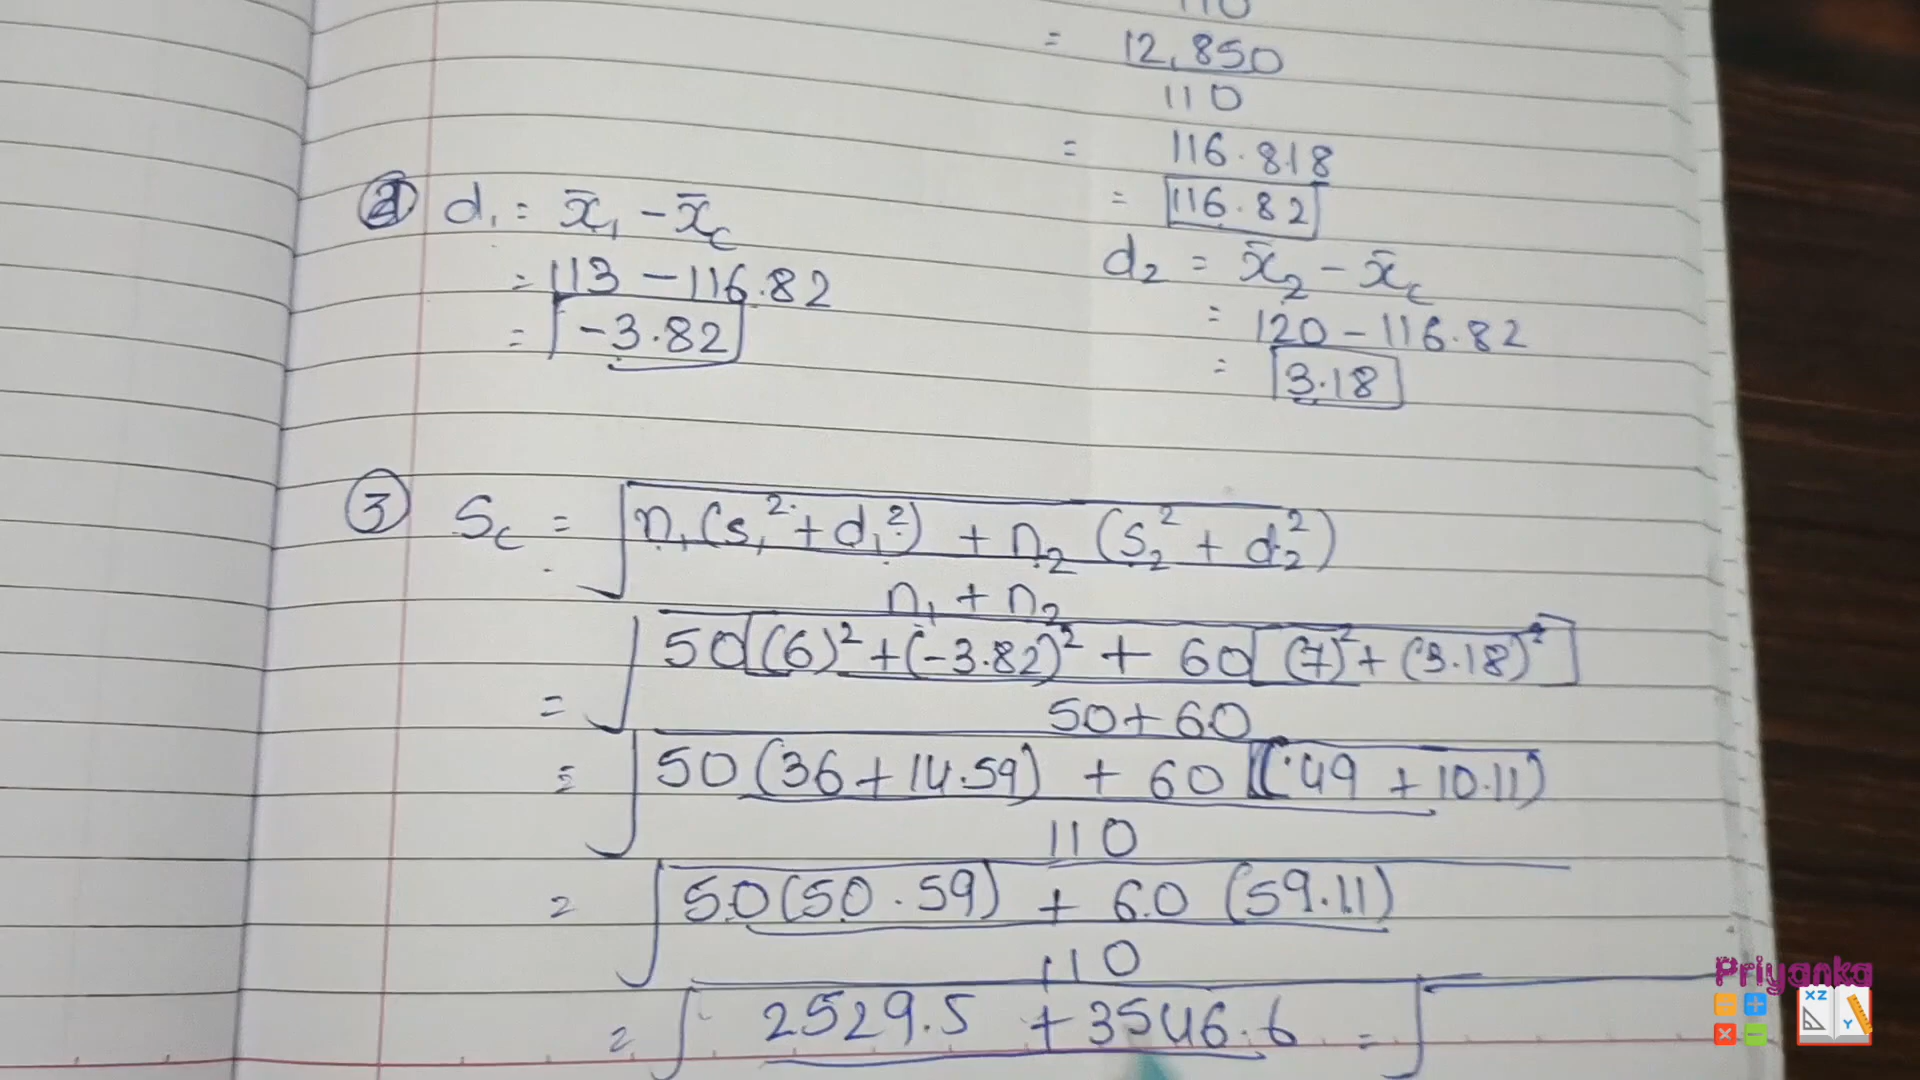 110
= 12,850
110
= 116.818
= 116.82
② d₁ = x̄₁ - x̄c
= 113 - 116.82
= -3.82
d₂ = x̄₂ - x̄c
= 120 - 116.82
= 3.18
③ Sc = √ n₁(s₁² + d₁²) + n₂ (s₂² + d₂²)
n₁ + n₂
= √ 50[(6)² + (-3.82)² + 60[(7)² + (3.18)²]
50 + 60
= √ 50(36 + 14.59) + 60 (49 + 10.11)
110
= √ 50(50.59) + 60 (59.11)
110
= √ 2529.5 + 3546.6 = √
Priyanka
XZ
Y